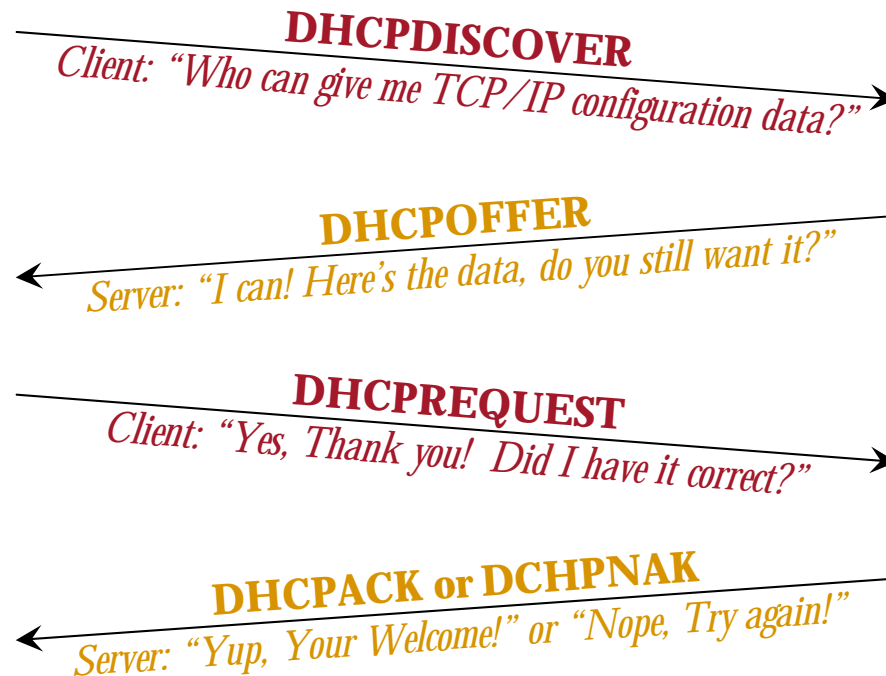 DHCPDISCOVER
Client: “Who can give me TCP/IP configuration data?”
DHCPOFFER
Server: “I can! Here’s the data, do you still want it?”
DHCPREQUEST
Client: “Yes, Thank you! Did I have it correct?”
DHCPACK or DCHPNAK
Server: “Yup, Your Welcome!” or “Nope, Try again!”